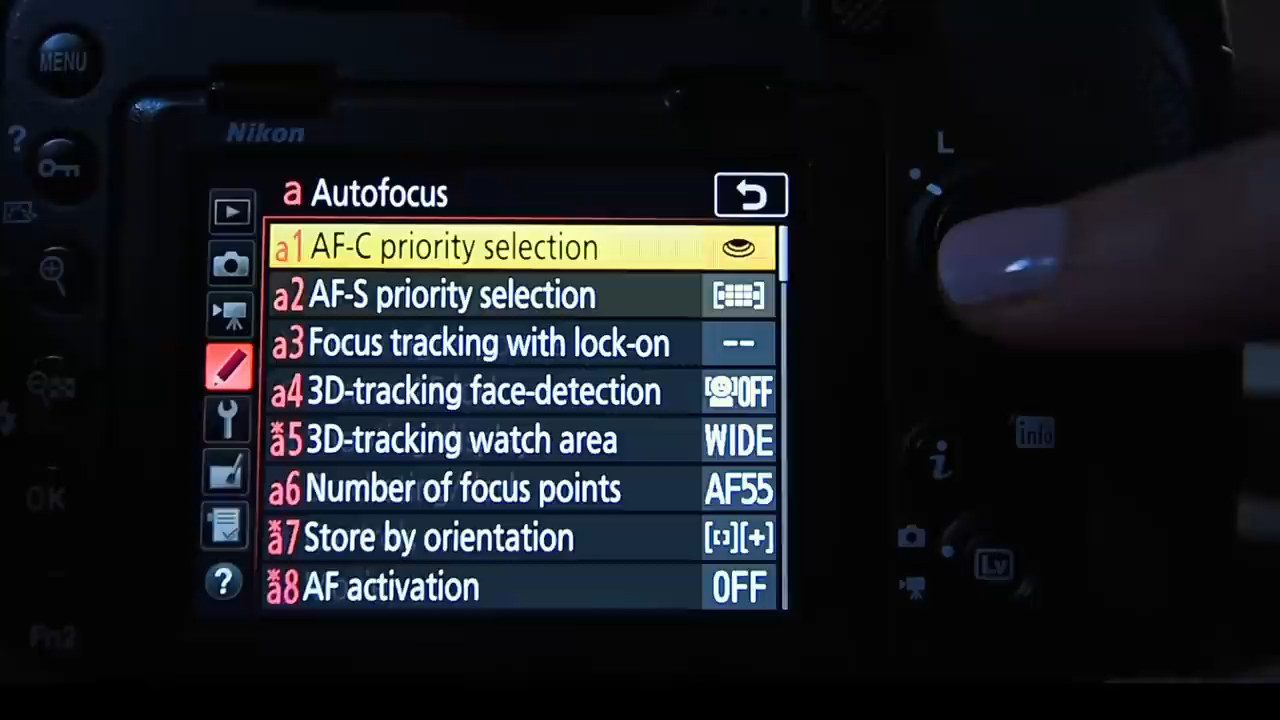 MENU
Nikon
L
?
a Autofocus
a1 AF-C priority selection
a2 AF-S priority selection
a3 Focus tracking with lock-on --
a4 3D-tracking face-detection OFF
*a5 3D-tracking watch area WIDE
a6 Number of focus points AF55
*a7 Store by orientation
*a8 AF activation OFF
?
info
i
OK
Lv
Fn2